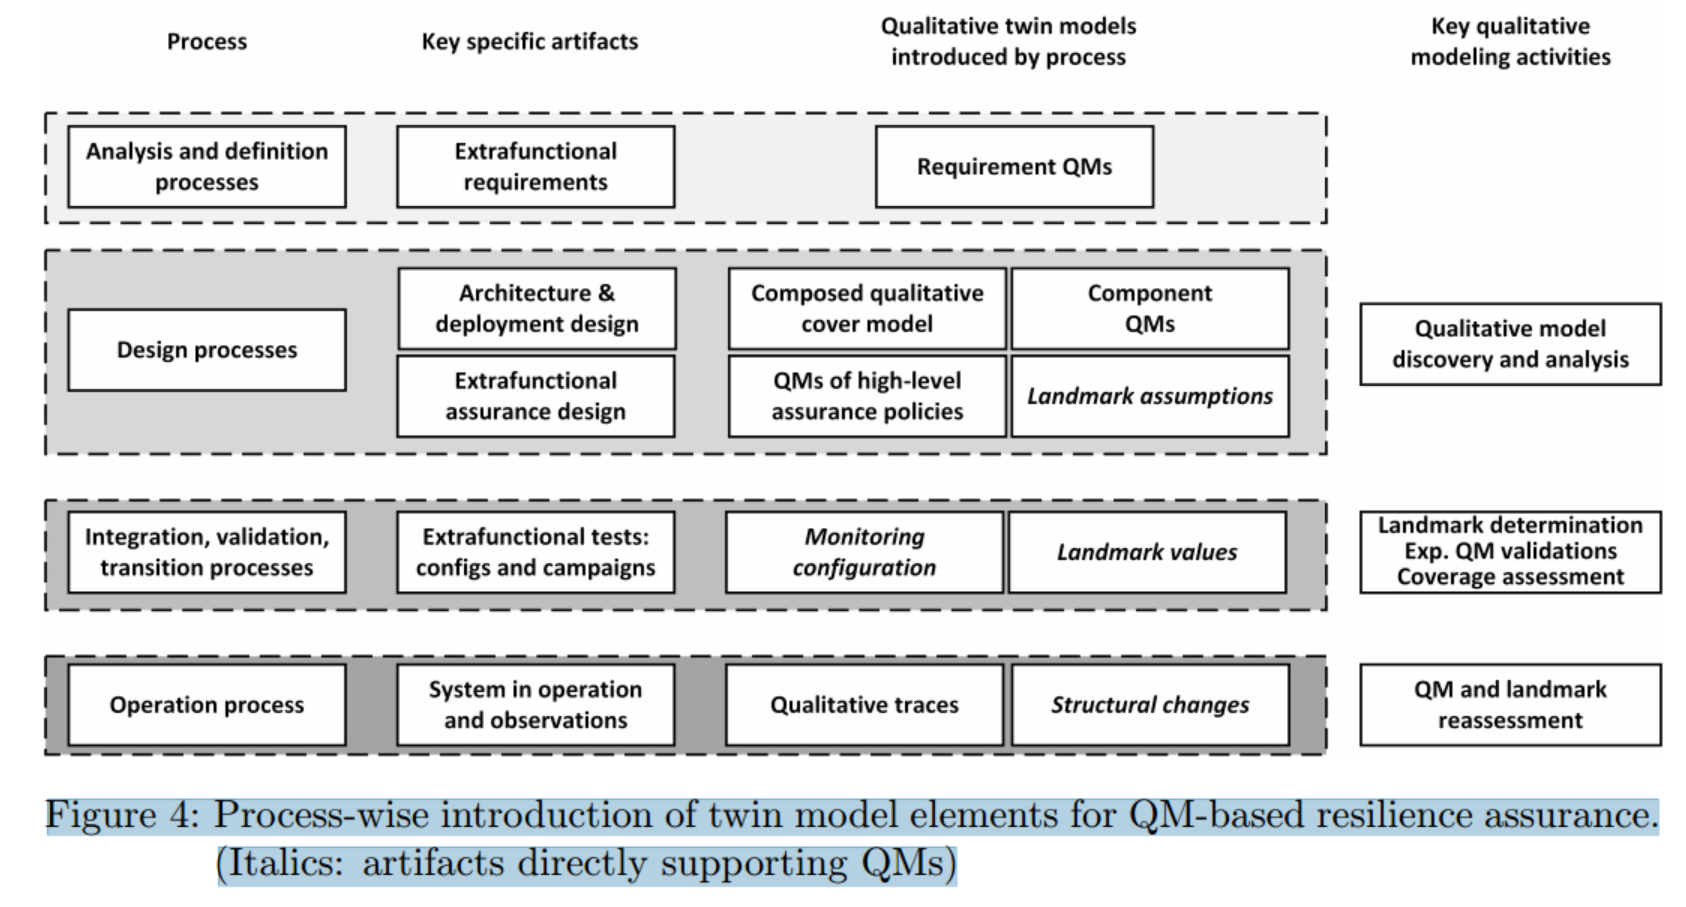 Process
Key specific artifacts
Qualitative twin models
introduced by process
Key qualitative
modeling activities
Analysis and definition
processes
Extrafunctional
requirements
Requirement QMs
Design processes
Architecture &
deployment design
Extrafunctional
assurance design
Composed qualitative
cover model
Component
QMs
QMs of high-level
assurance policies
Landmark assumptions
Qualitative model
discovery and analysis
Integration, validation,
transition processes
Extrafunctional tests:
configs and campaigns
Monitoring
configuration
Landmark values
Landmark determination
Exp. QM validations
Coverage assessment
Operation process
System in operation
and observations
Qualitative traces
Structural changes
QM and landmark
reassessment
Figure 4: Process-wise introduction of twin model elements for QM-based resilience assurance.
(Italics: artifacts directly supporting QMs)